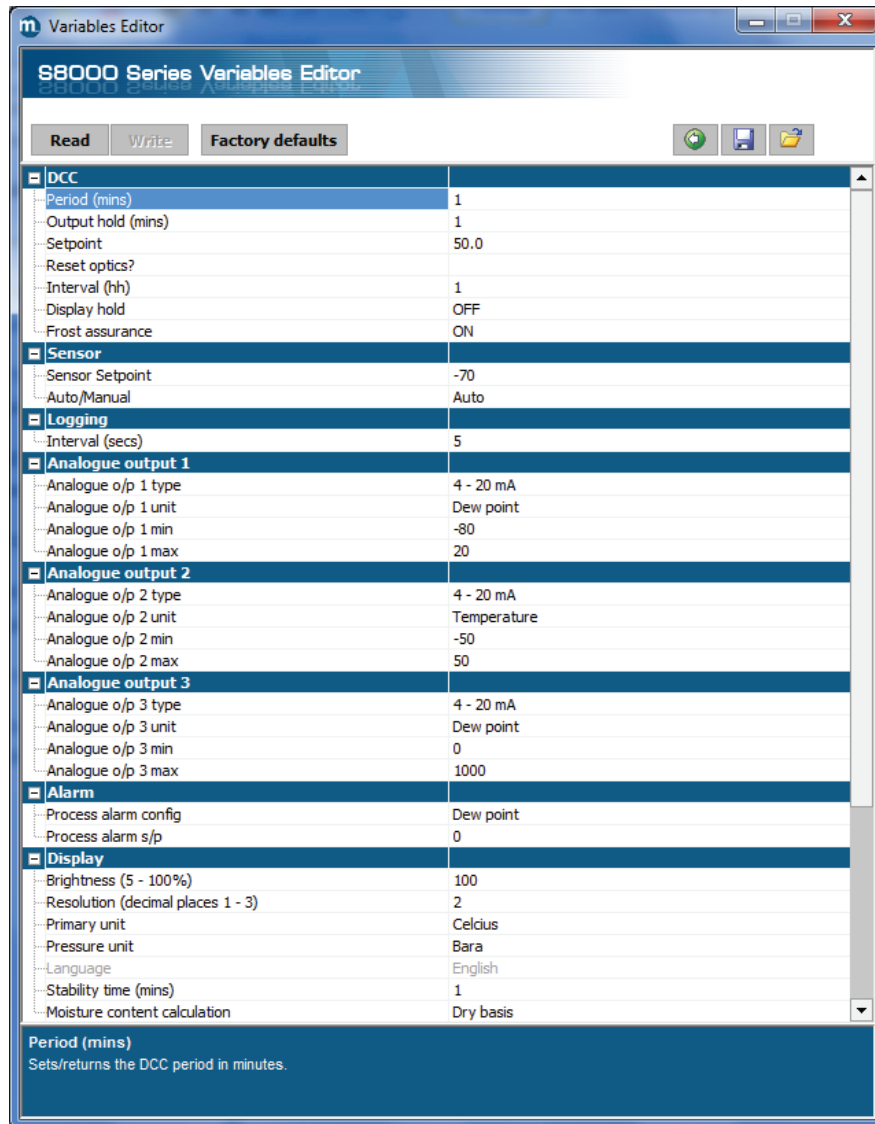 m Variables Editor
S8000 Series Variables Editor
Read Write Factory defaults
DCC
Period (mins) 1
Output hold (mins) 1
Setpoint 50.0
Reset optics?
Interval (hh) 1
Display hold OFF
Frost assurance ON
Sensor
Sensor Setpoint -70
Auto/Manual Auto
Logging
Interval (secs) 5
Analogue output 1
Analogue o/p 1 type 4 - 20 mA
Analogue o/p 1 unit Dew point
Analogue o/p 1 min -80
Analogue o/p 1 max 20
Analogue output 2
Analogue o/p 2 type 4 - 20 mA
Analogue o/p 2 unit Temperature
Analogue o/p 2 min -50
Analogue o/p 2 max 50
Analogue output 3
Analogue o/p 3 type 4 - 20 mA
Analogue o/p 3 unit Dew point
Analogue o/p 3 min 0
Analogue o/p 3 max 1000
Alarm
Process alarm config Dew point
Process alarm s/p 0
Display
Brightness (5 - 100%) 100
Resolution (decimal places 1 - 3) 2
Primary unit Celcius
Pressure unit Bara
Language English
Stability time (mins) 1
Moisture content calculation Dry basis
Period (mins)
Sets/returns the DCC period in minutes.